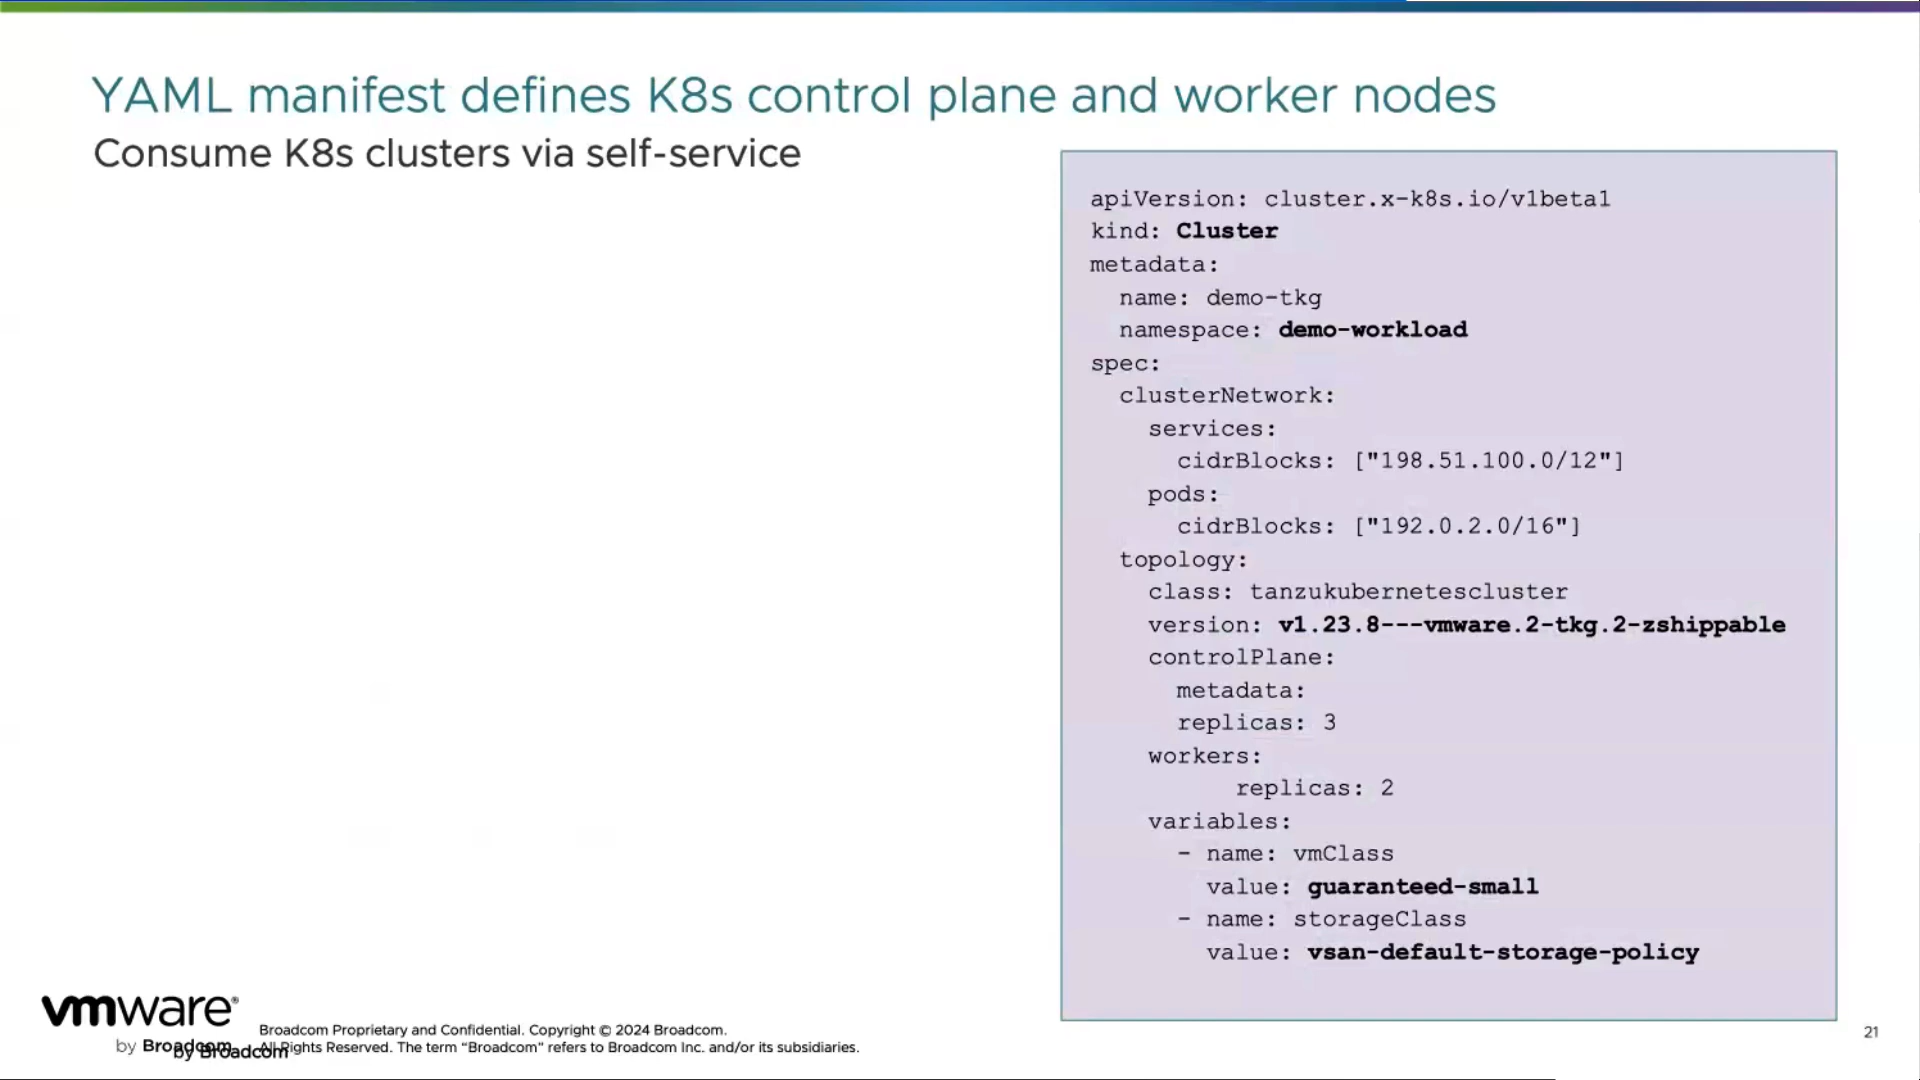 YAML manifest defines K8s control plane and worker nodes
Consume K8s clusters via self-service
apiVersion: cluster.x-k8s.io/v1beta1
kind: Cluster
metadata:
  name: demo-tkg
  namespace: demo-workload
spec:
  clusterNetwork:
    services:
      cidrBlocks: ["198.51.100.0/12"]
    pods:
      cidrBlocks: ["192.0.2.0/16"]
  topology:
    class: tanzukubernetescluster
    version: v1.23.8---vmware.2-tkg.2-zshippable
    controlPlane:
      metadata:
      replicas: 3
    workers:
          replicas: 2
    variables:
      - name: vmClass
        value: guaranteed-small
      - name: storageClass
        value: vsan-default-storage-policy
vmware®
by Broadcom
by Broadcom
Broadcom Proprietary and Confidential. Copyright © 2024 Broadcom.
All Rights Reserved. The term “Broadcom” refers to Broadcom Inc. and/or its subsidiaries.
21